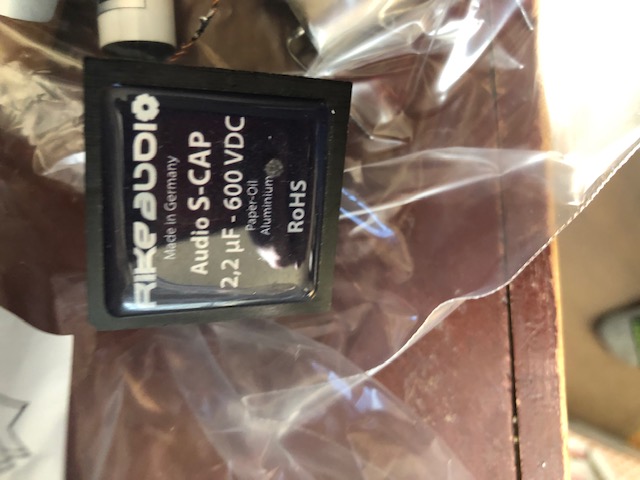 RIKE AUDIO
Made in Germany
Audio S-CAP
2,2 µF - 600 VDC
Paper-Oil
Aluminium
RoHS